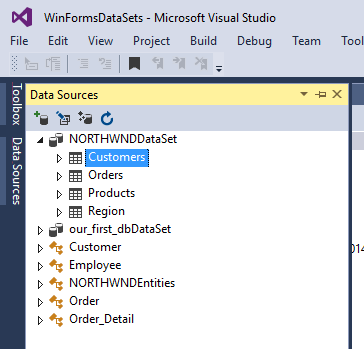 WinFormsDataSets - Microsoft Visual Studio
File Edit View Project Debug Team Tool
Toolbox
Data Sources
Data Sources
NORTHWNDDataSet
Customers
Orders
Products
Region
our_first_dbDataSet
Customer
Employee
NORTHWNDEntities
Order
Order_Detail
014